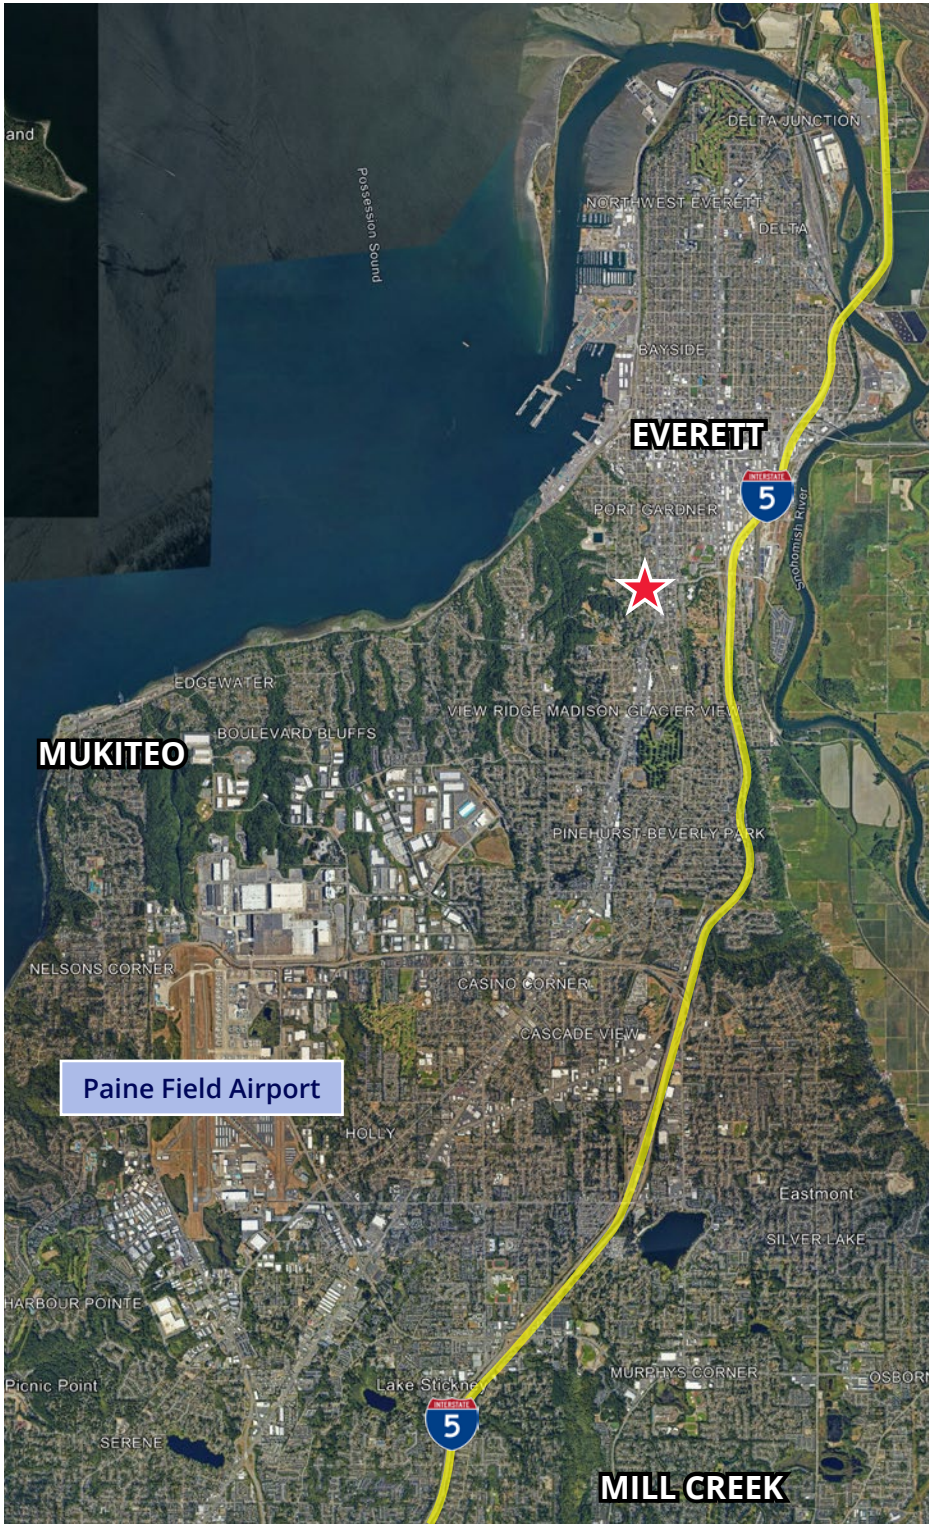 DELTA JUNCTION
and
Possession Sound
NORTHWEST EVERETT
DELTA
BAYSIDE
EVERETT
INTERSTATE
5
PORT GARDNER
Snohomish River
EDGEWATER
VIEW RIDGE MADISON GLACIER VIEW
BOULEVARD BLUFFS
MUKITEO
PINEHURST-BEVERLY PARK
NELSONS CORNER
CASINO CORNER
CASCADE VIEW
Paine Field Airport
HOLLY
Eastmont
SILVER LAKE
HARBOUR POINTE
MURPHYS CORNER
OSBORN
Picnic Point
Lake Stickney
INTERSTATE
5
SERENE
MILL CREEK